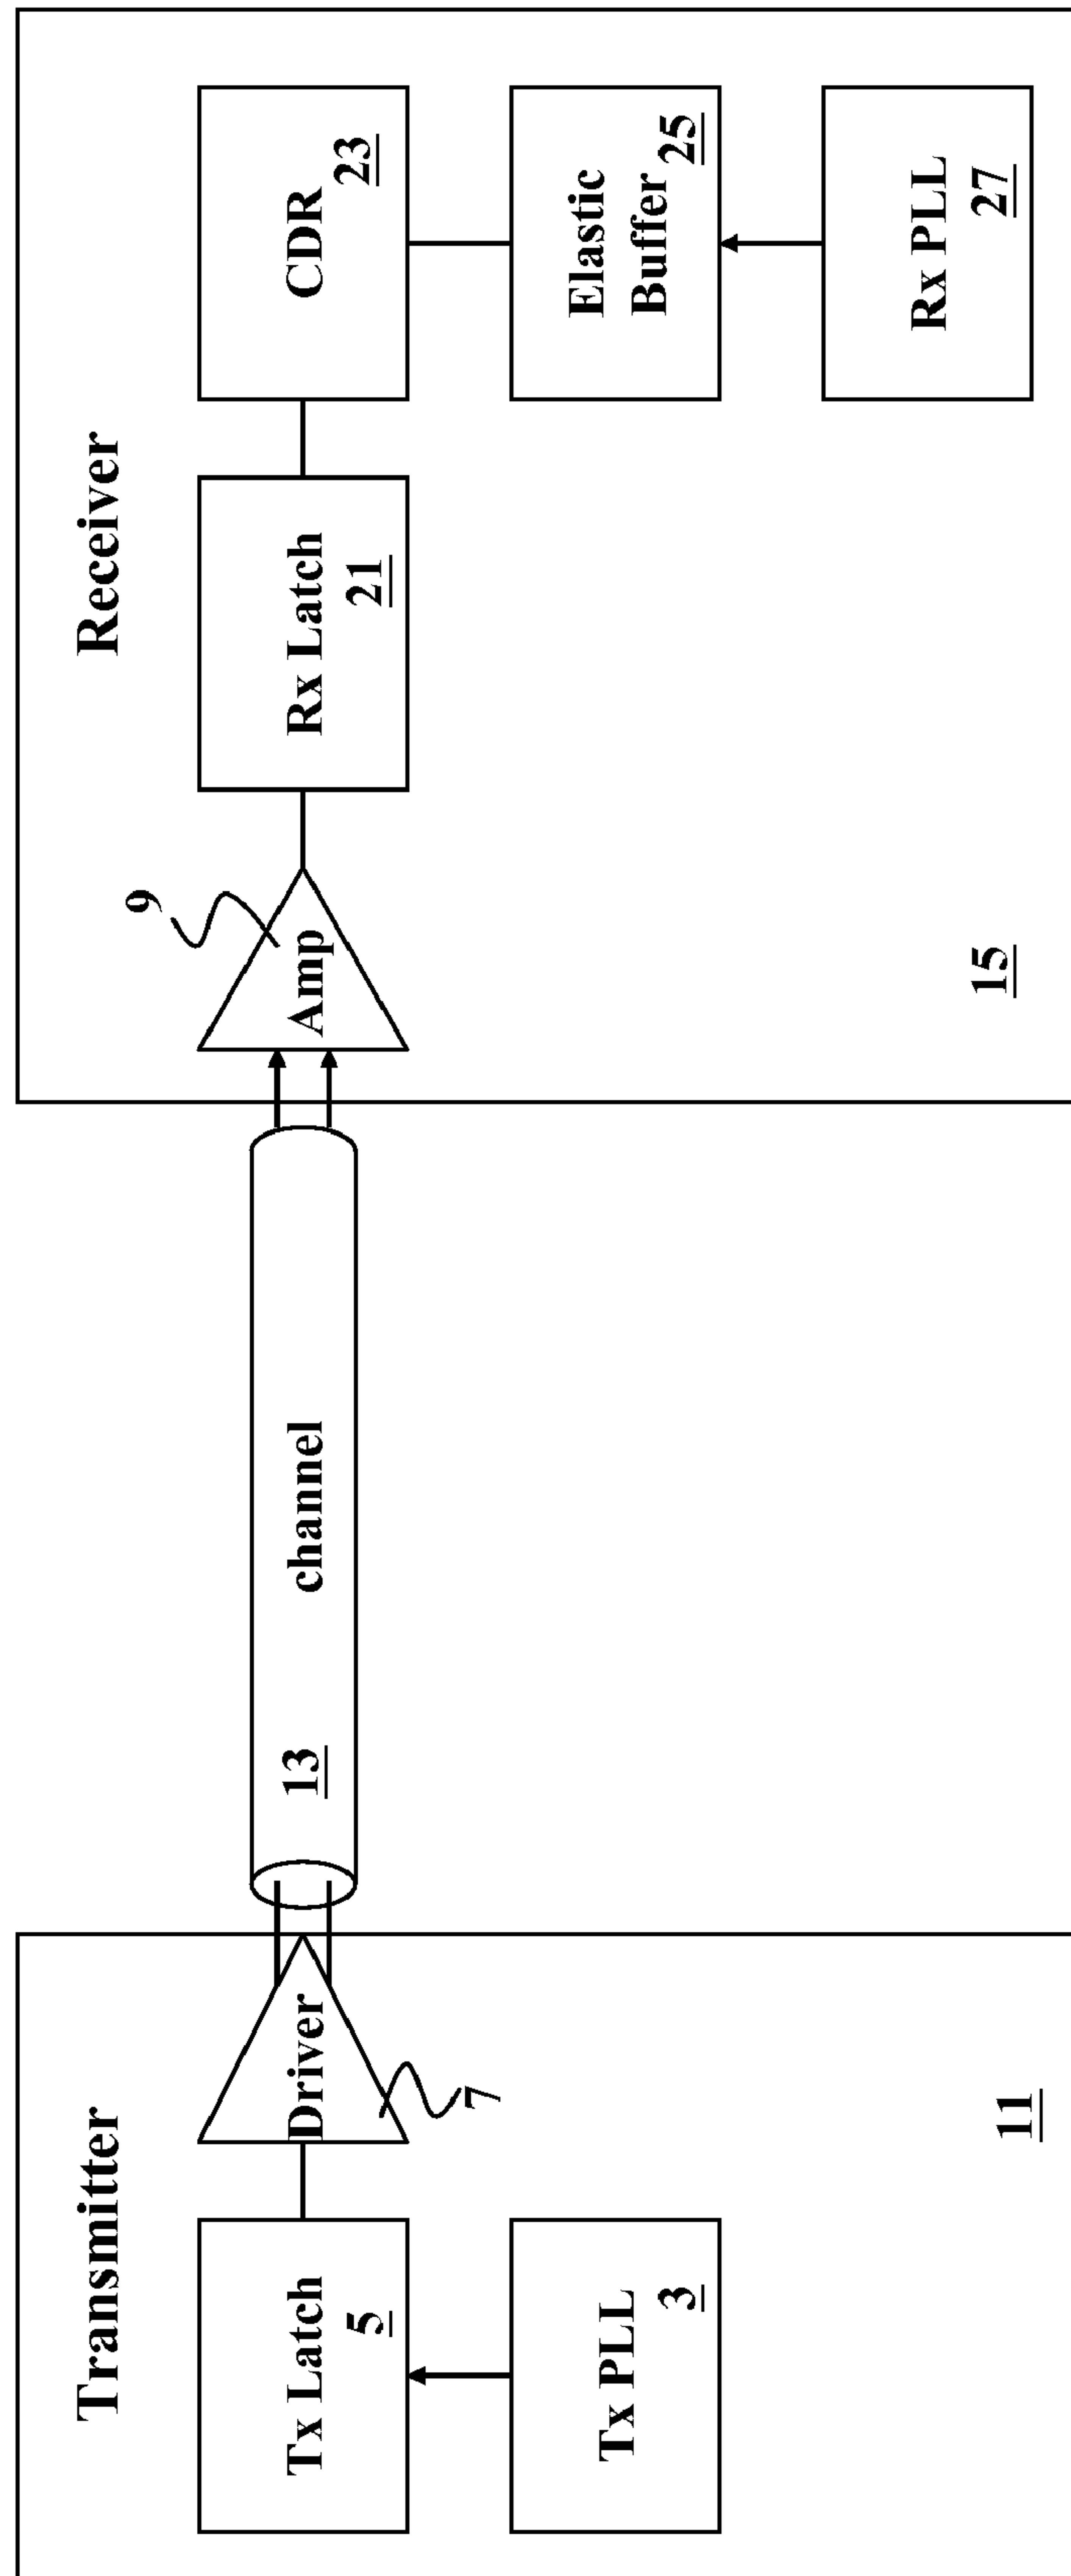 Transmitter
Tx Latch
5
Tx PLL
3
Driver
7
11
13
channel
Receiver
9
Amp
Rx Latch
21
CDR
23
Elastic
Buffer
25
Rx PLL
27
15